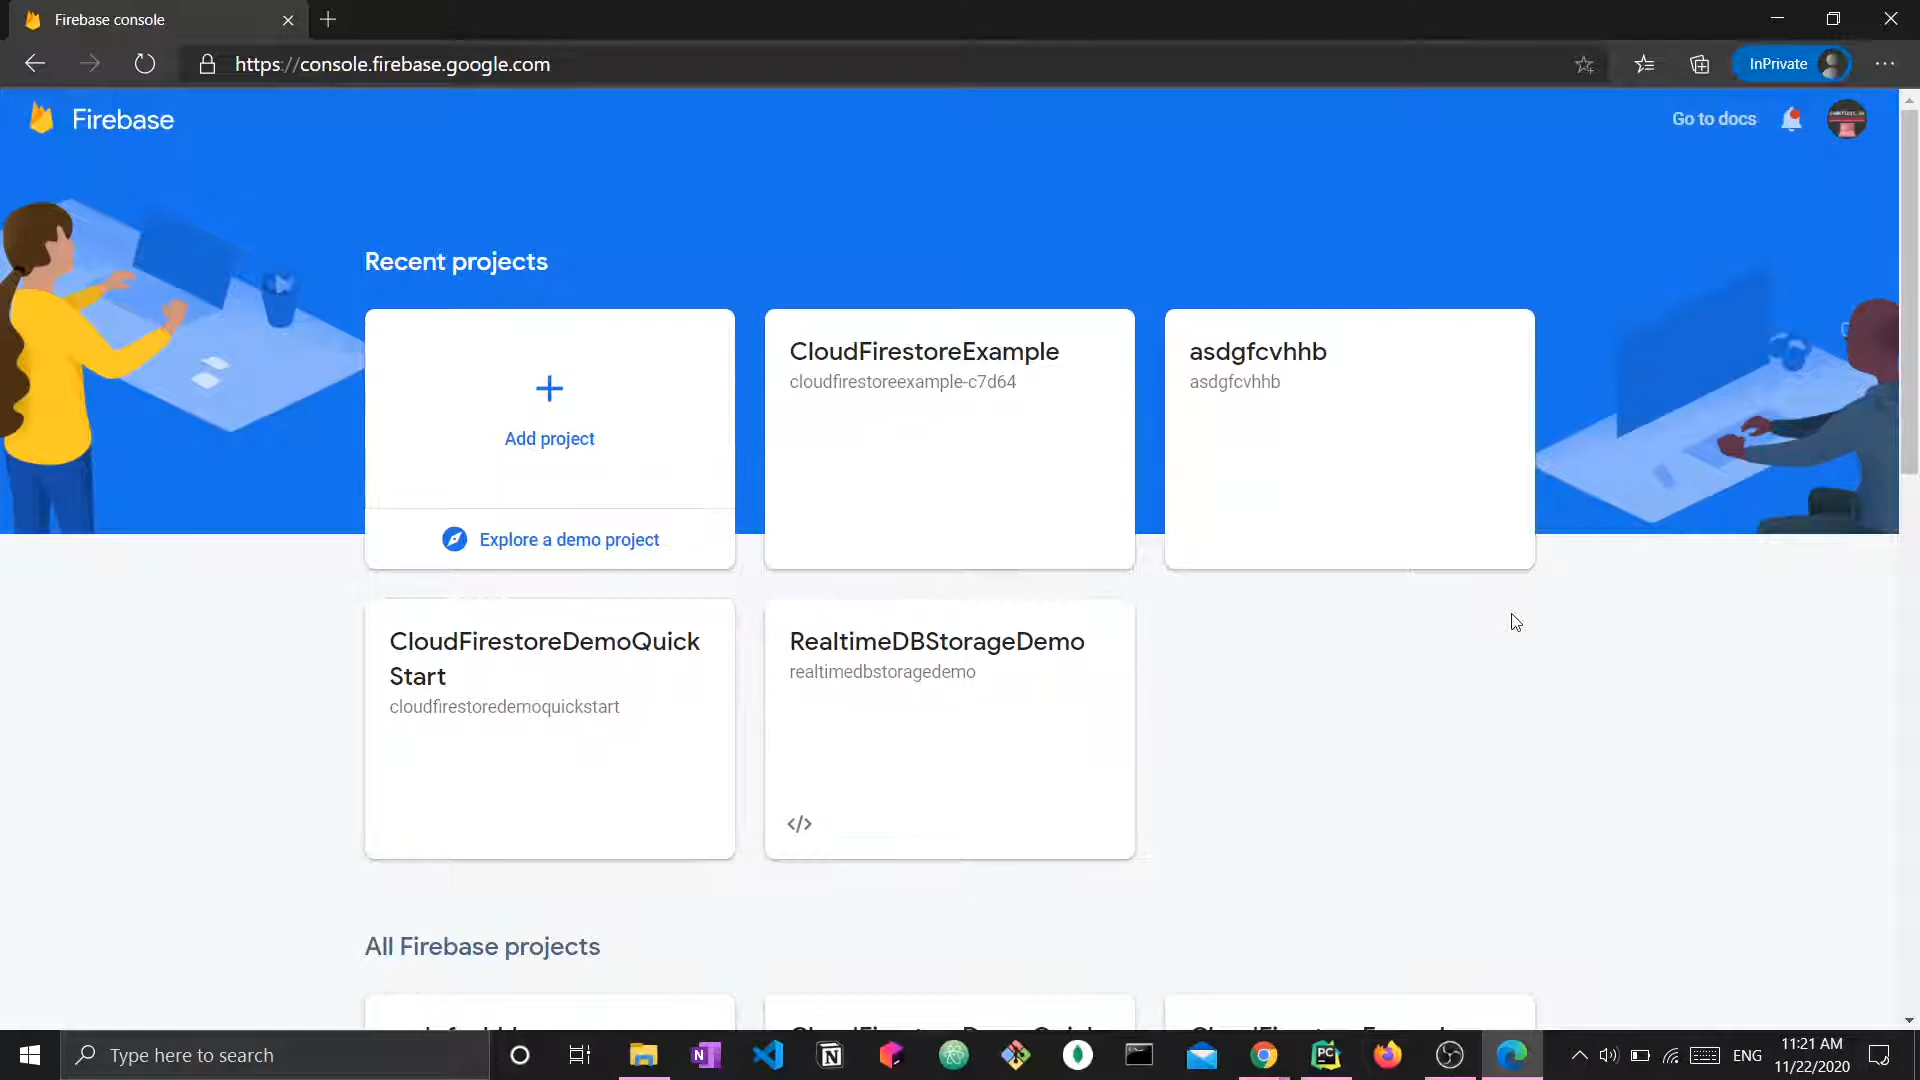 Firebase console
https://console.firebase.google.com
InPrivate
Firebase
Go to docs
Recent projects
Add project
Explore a demo project
CloudFirestoreExample
cloudfirestoreexample-c7d64
asdgfcvhhb
asdgfcvhhb
CloudFirestoreDemoQuick
Start
cloudfirestoredemoquickstart
RealtimeDBStorageDemo
realtimedbstoragedemo
</>
All Firebase projects
Type here to search
ENG
11:21 AM
11/22/2020